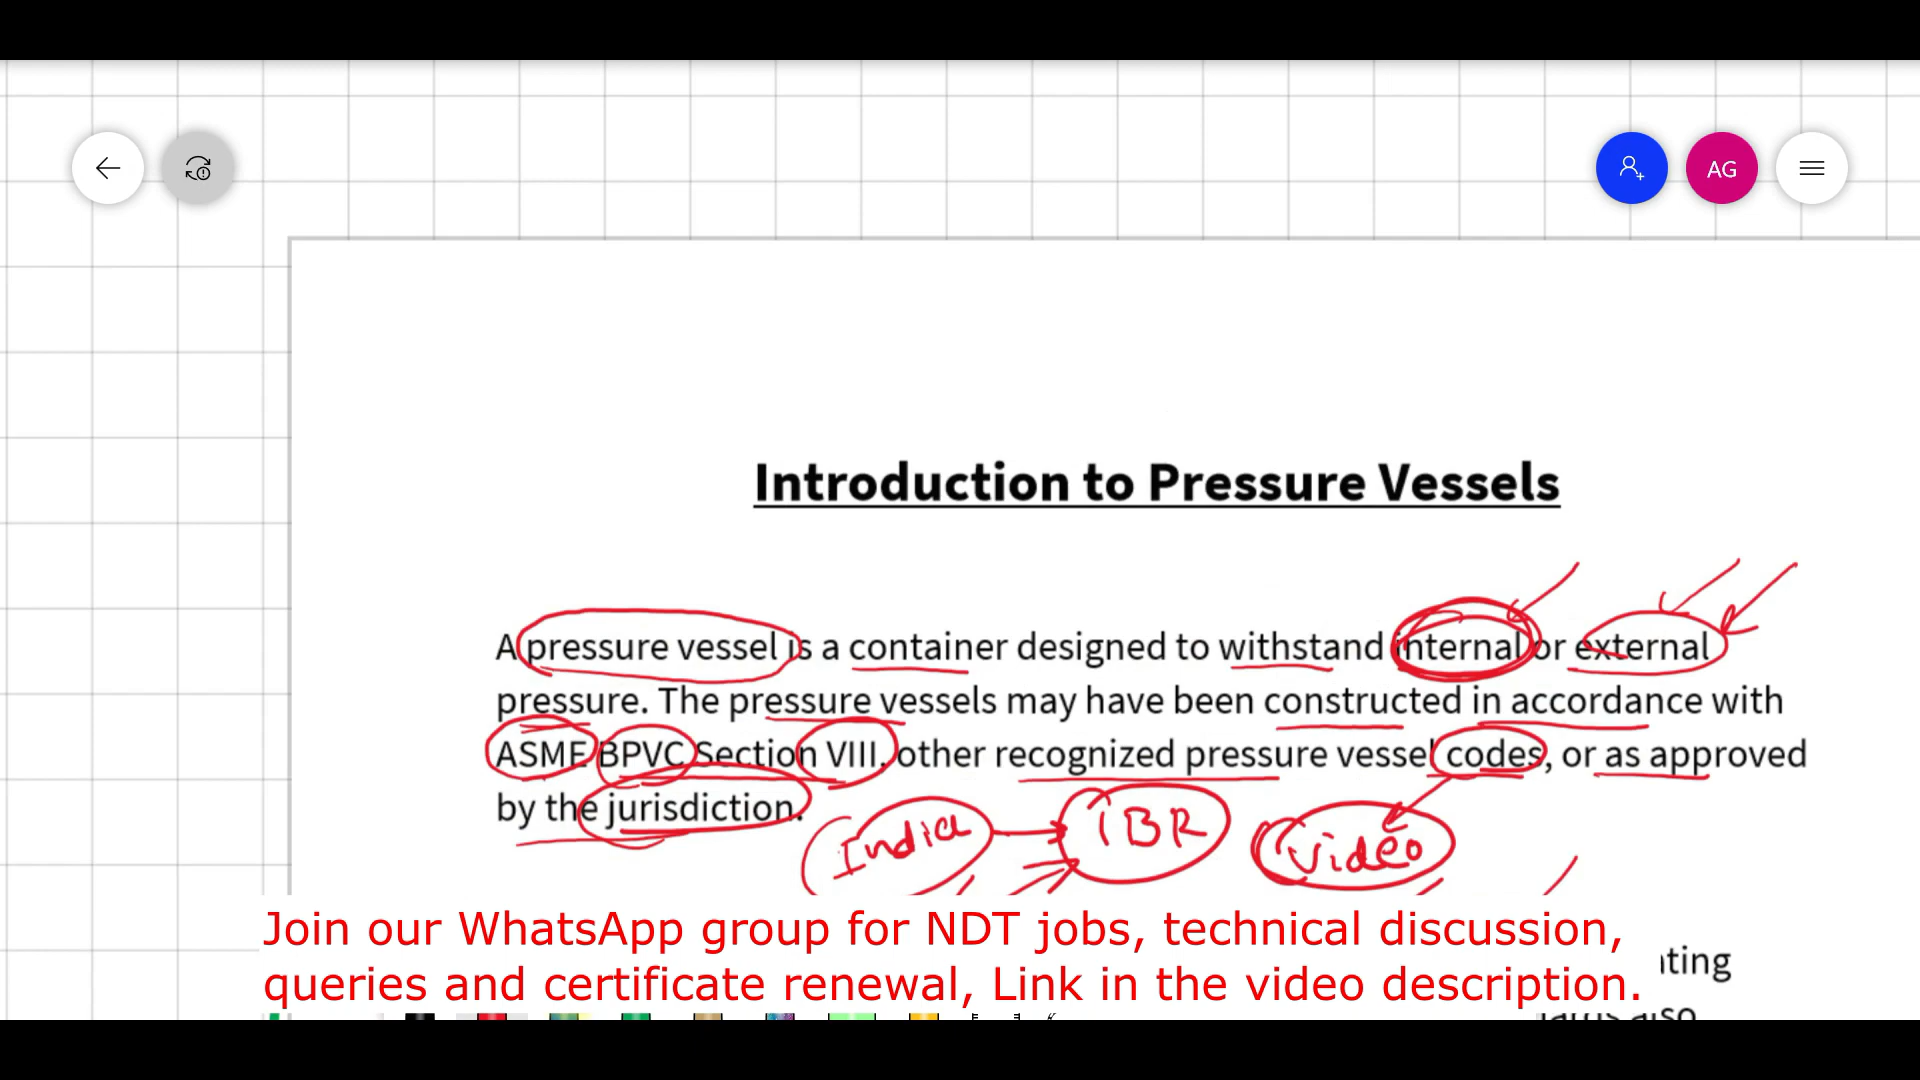 AG
Introduction to Pressure Vessels
A pressure vessel is a container designed to withstand internal or external
pressure. The pressure vessels may have been constructed in accordance with
ASME BPVC Section VIII, other recognized pressure vessel codes, or as approved
by the jurisdiction.
India IBR Video
Join our WhatsApp group for NDT jobs, technical discussion,
queries and certificate renewal, Link in the video description.
ating
also